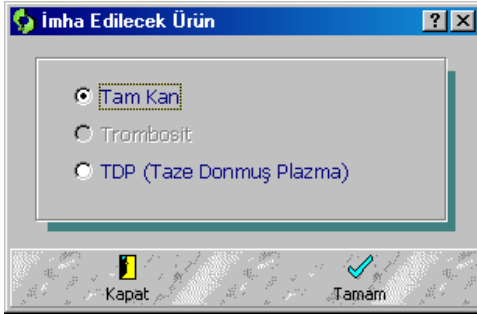 İmha Edilecek Ürün
Tam Kan
Trombosit
TDP (Taze Donmuş Plazma)
Kapat
Tamam